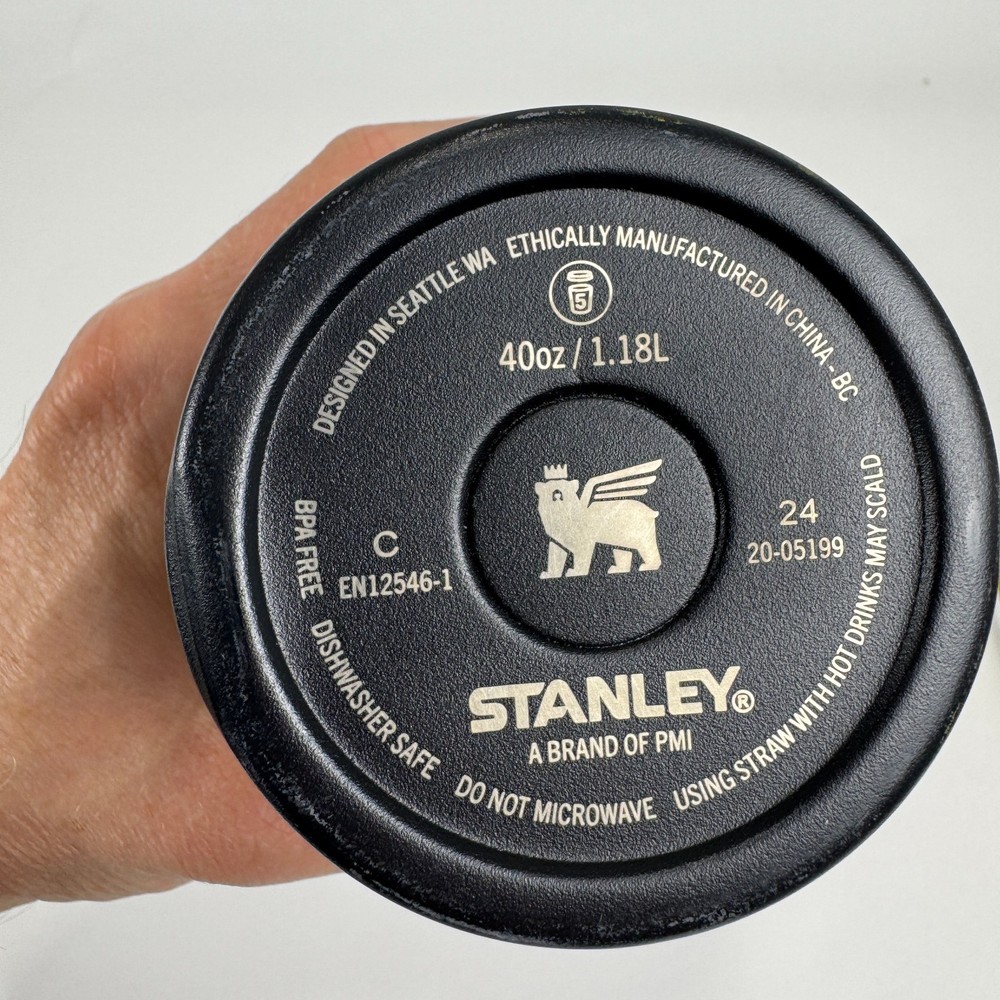 DESIGNED IN SEATTLE WA ETHICALLY MANUFACTURED IN CHINA - BC
5
40oz / 1.18L
C
EN12546-1
24
20-05199
STANLEY®
A BRAND OF PMI
BPA FREE DISHWASHER SAFE DO NOT MICROWAVE USING STRAW WITH HOT DRINKS MAY SCALD